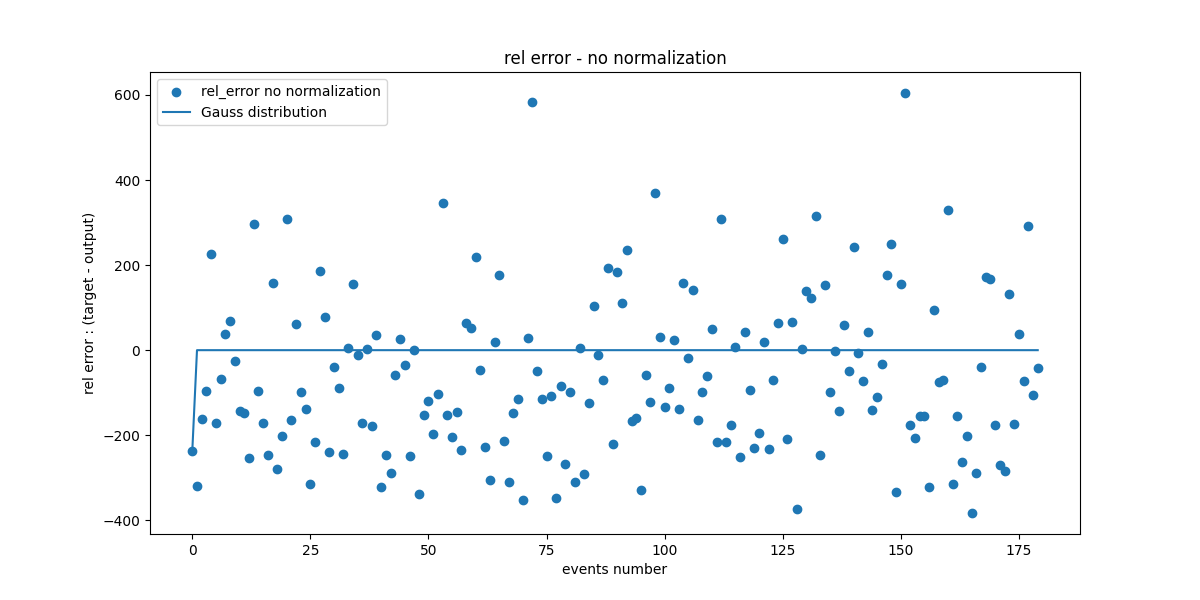 rel error - no normalization
rel_error no normalization
Gauss distribution
rel error : (target - output)
600
400
200
0
−200
−400
0
25
50
75
100
125
150
175
events number